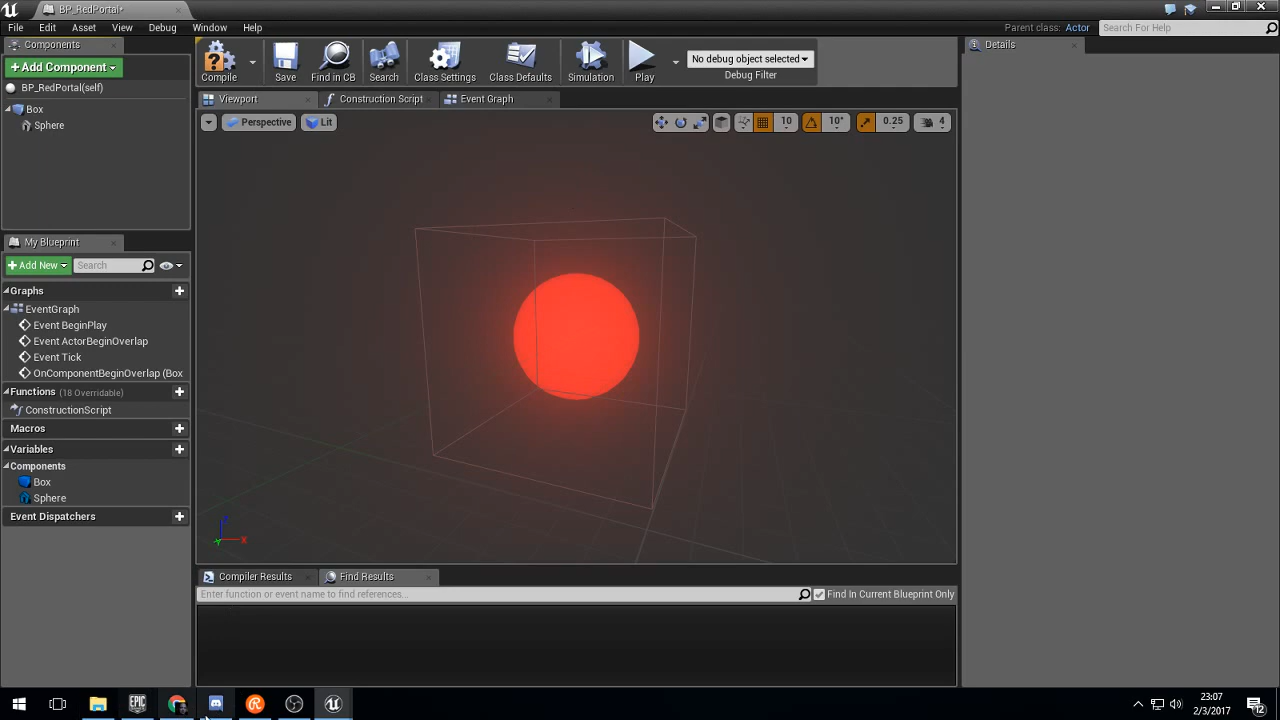 BP_RedPortal*
File Edit Asset View Debug Window Help
Parent class: Actor
Search For Help
Components
+ Add Component
BP_RedPortal(self)
Box
Sphere
Compile
Save
Find in CB
Search
Class Settings
Class Defaults
Simulation
Play
No debug object selected
Debug Filter
Details
Viewport
Construction Script
Event Graph
Perspective
Lit
10
10°
0.25
4
My Blueprint
+ Add New
Search
Graphs
EventGraph
Event BeginPlay
Event ActorBeginOverlap
Event Tick
OnComponentBeginOverlap (Box
Functions (18 Overridable)
ConstructionScript
Macros
Variables
Components
Box
Sphere
Event Dispatchers
Z
X
Compiler Results
Find Results
Enter function or event name to find references...
Find In Current Blueprint Only
EPIC
GAMES
23:07
2/3/2017
12